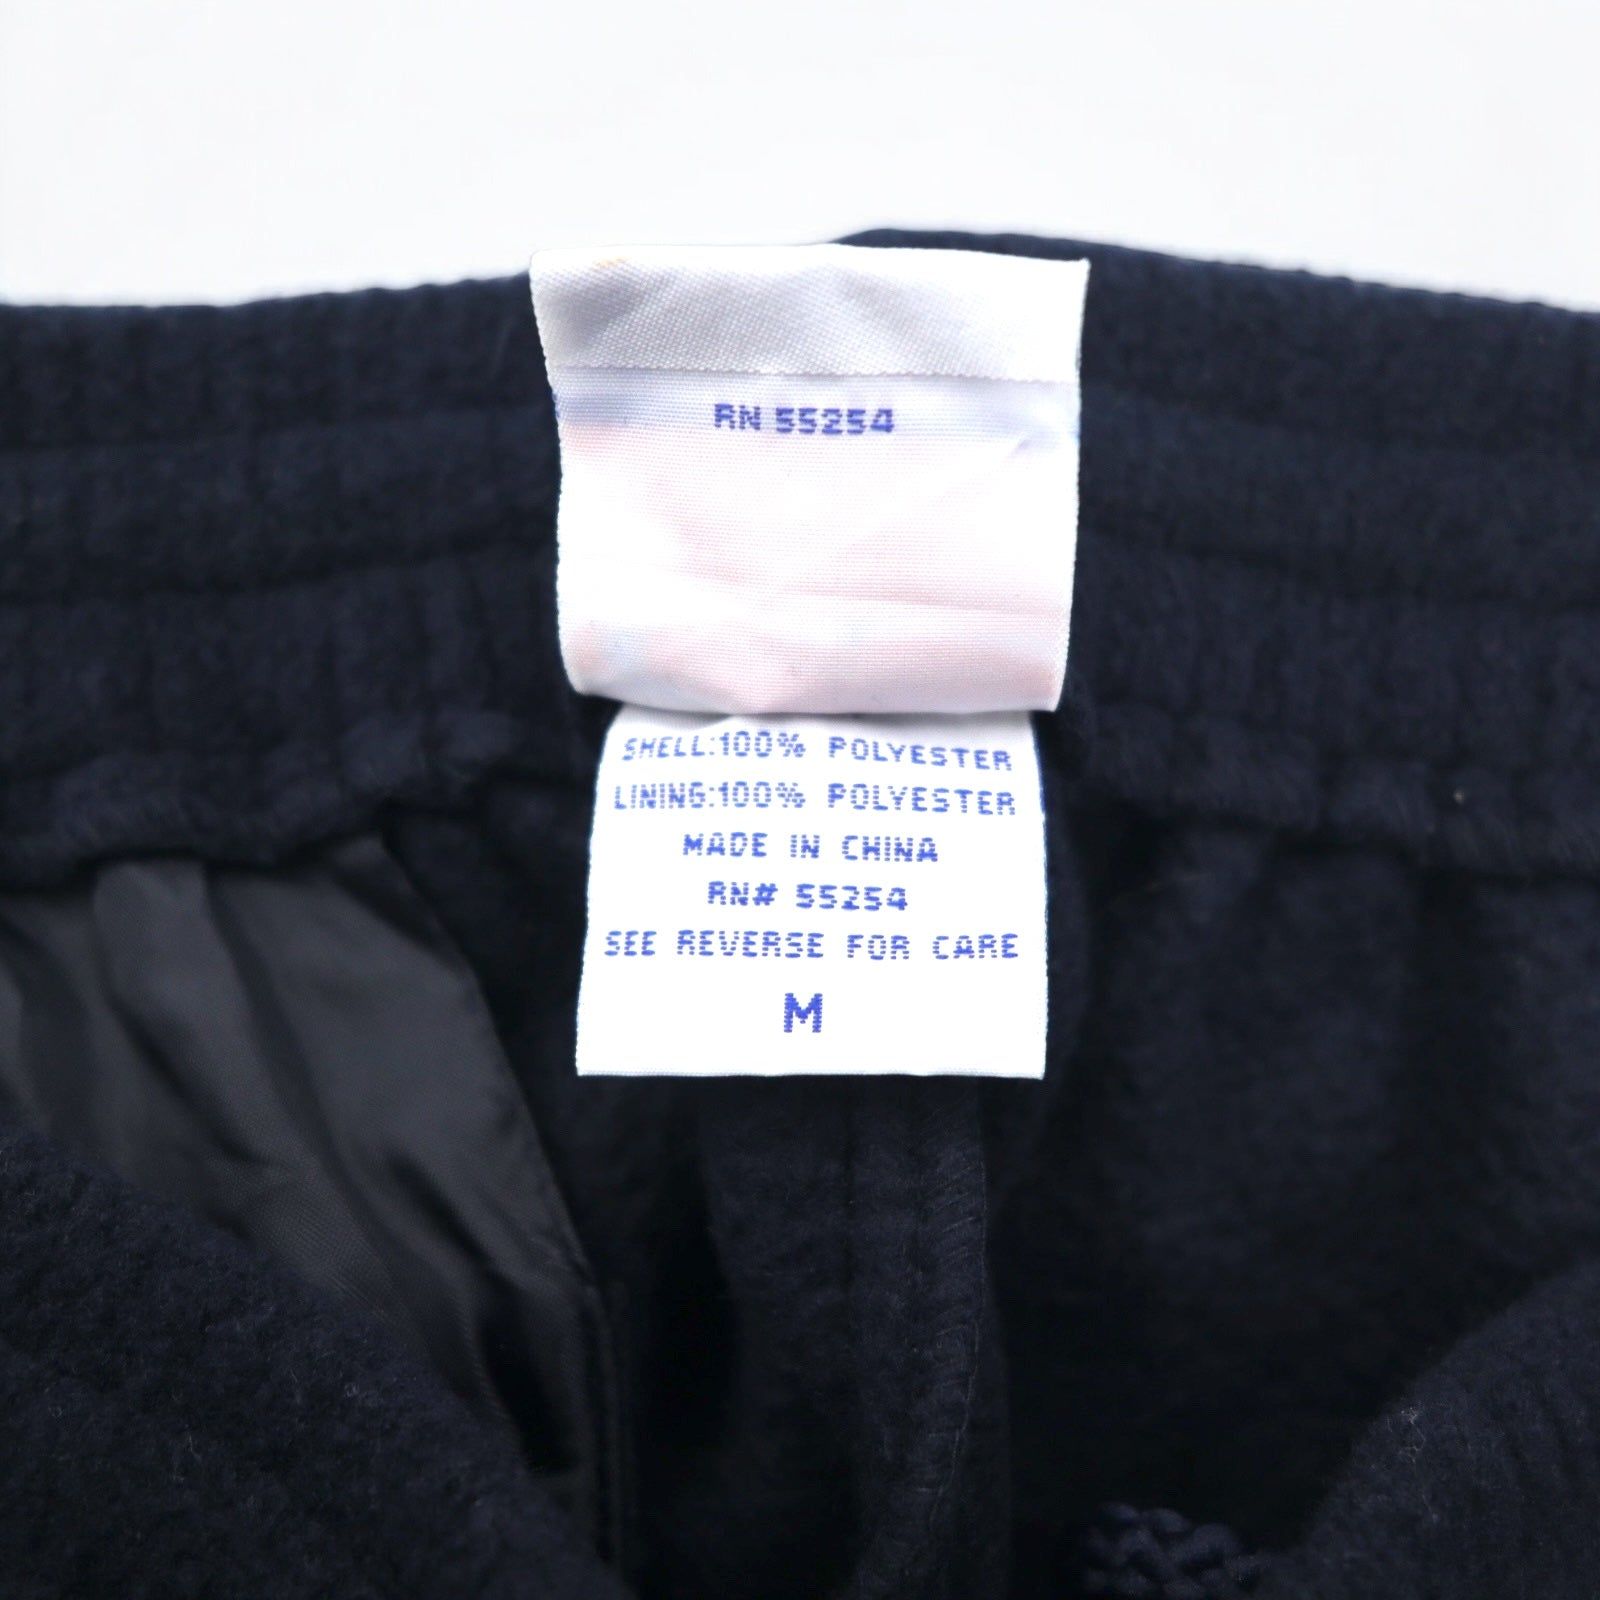 RN 55254
SHELL:100% POLYESTER
LINING:100% POLYESTER
MADE IN CHINA
RN# 55254
SEE REVERSE FOR CARE
M